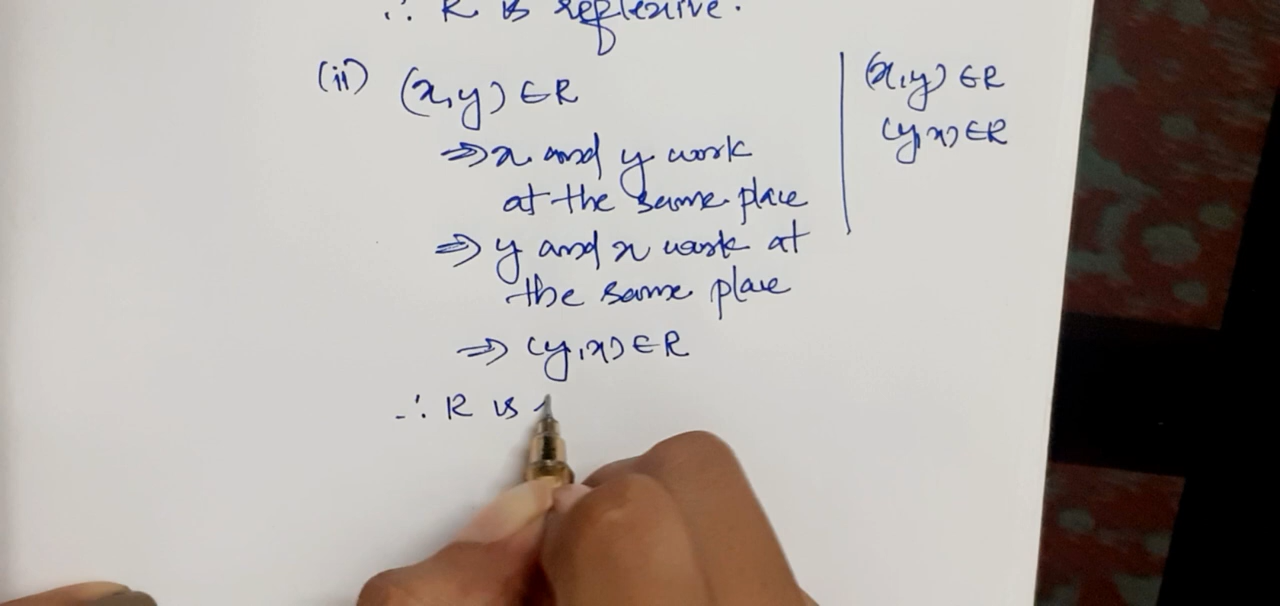 ∴ R is reflexive.
(ii) (x,y) ∈ R
⇒ x and y work
at the same place
⇒ y and x work at
the same place
⇒ (y,x) ∈ R
∴ R is
(x,y) ∈ R
(y,x) ∈ R